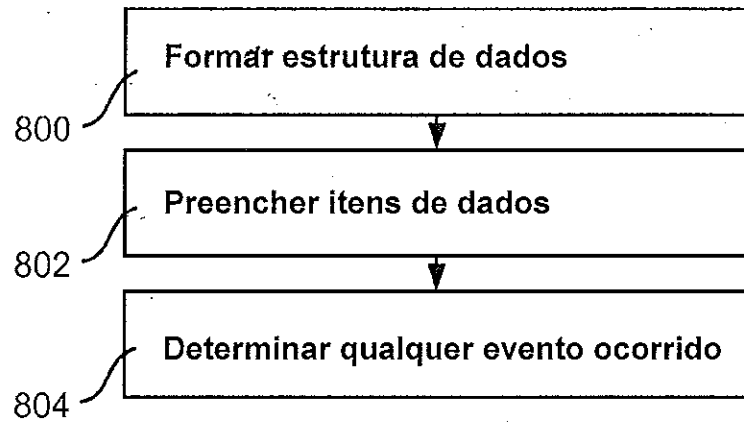 Formar estrutura de dados
800
Preencher itens de dados
802
Determinar qualquer evento ocorrido
804